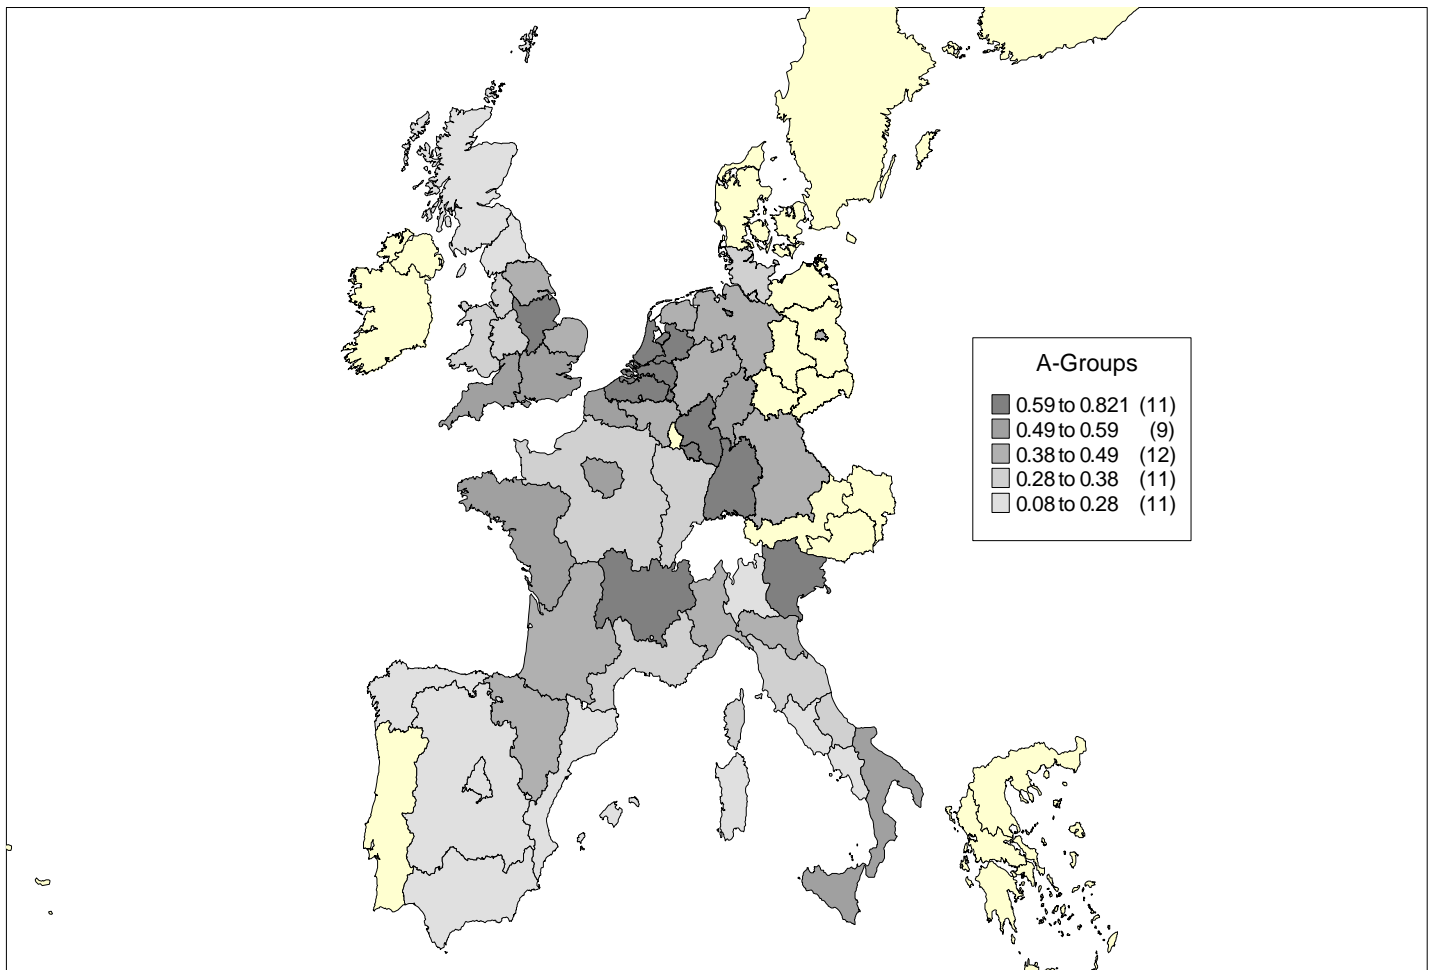 A-Groups
0.59 to 0.821 (11)
0.49 to 0.59 (9)
0.38 to 0.49 (12)
0.28 to 0.38 (11)
0.08 to 0.28 (11)